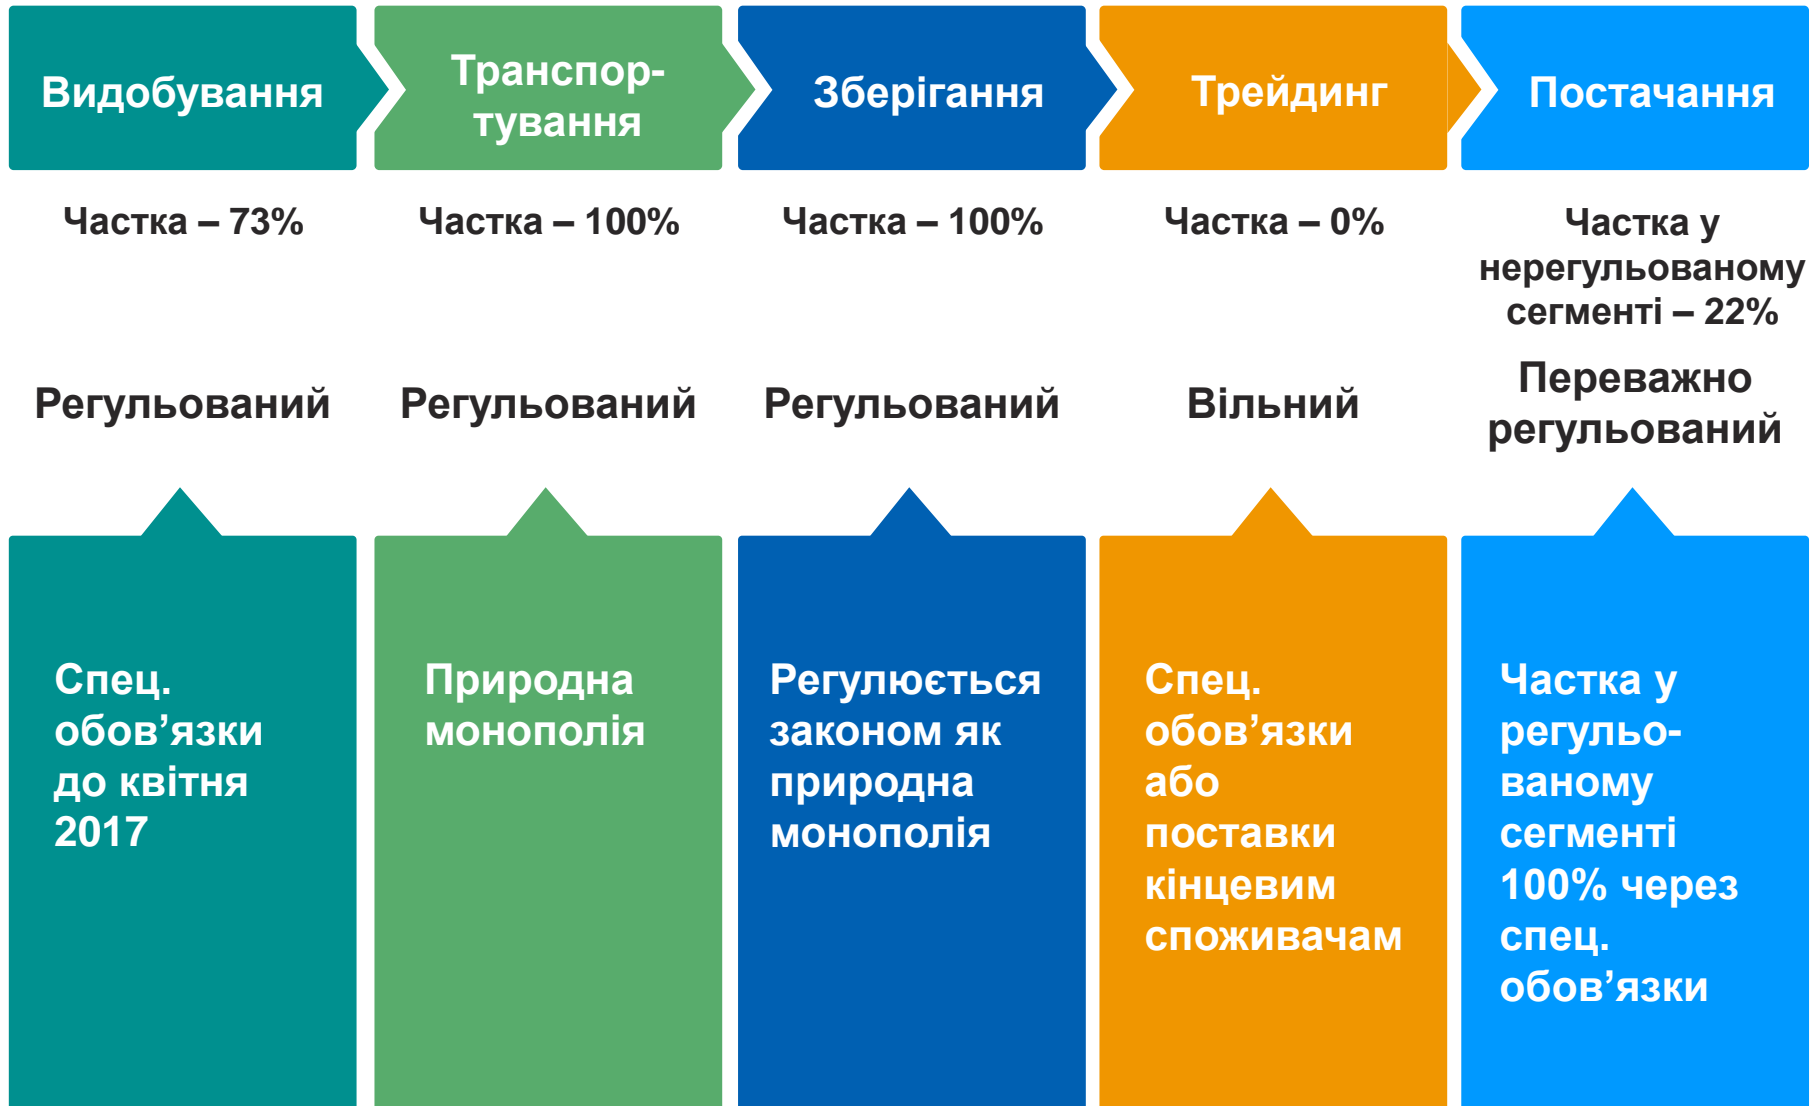 Видобування
Транспор-
тування
Зберігання
Трейдинг
Постачання
Частка – 73%
Частка – 100%
Частка – 100%
Частка – 0%
Частка у
нерегульованому
сегменті – 22%
Регульований
Регульований
Регульований
Вільний
Переважно
регульований
Спец.
обов’язки
до квітня
2017
Природна
монополія
Регулюється
законом як
природна
монополія
Спец.
обов’язки
або
поставки
кінцевим
споживачам
Частка у
регульо-
ваному
сегменті
100% через
спец.
обов’язки